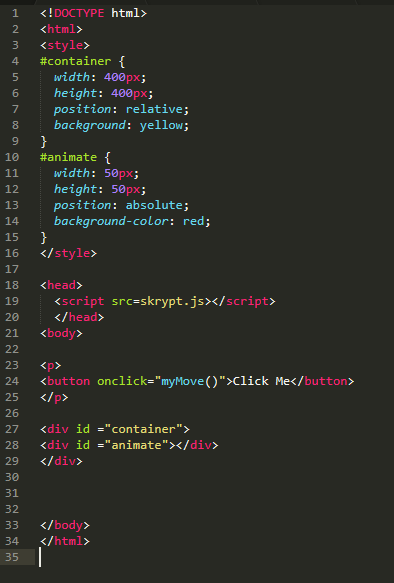 1 <!DOCTYPE html>
2 <html>
3 <style>
4 #container {
5   width: 400px;
6   height: 400px;
7   position: relative;
8   background: yellow;
9 }
10 #animate {
11   width: 50px;
12   height: 50px;
13   position: absolute;
14   background-color: red;
15 }
16 </style>
17
18 <head>
19   <script src=skrypt.js></script>
20   </head>
21 <body>
22
23 <p>
24 <button onclick="myMove()">Click Me</button>
25 </p>
26
27 <div id ="container">
28 <div id ="animate"></div>
29 </div>
30
31
32
33 </body>
34 </html>
35